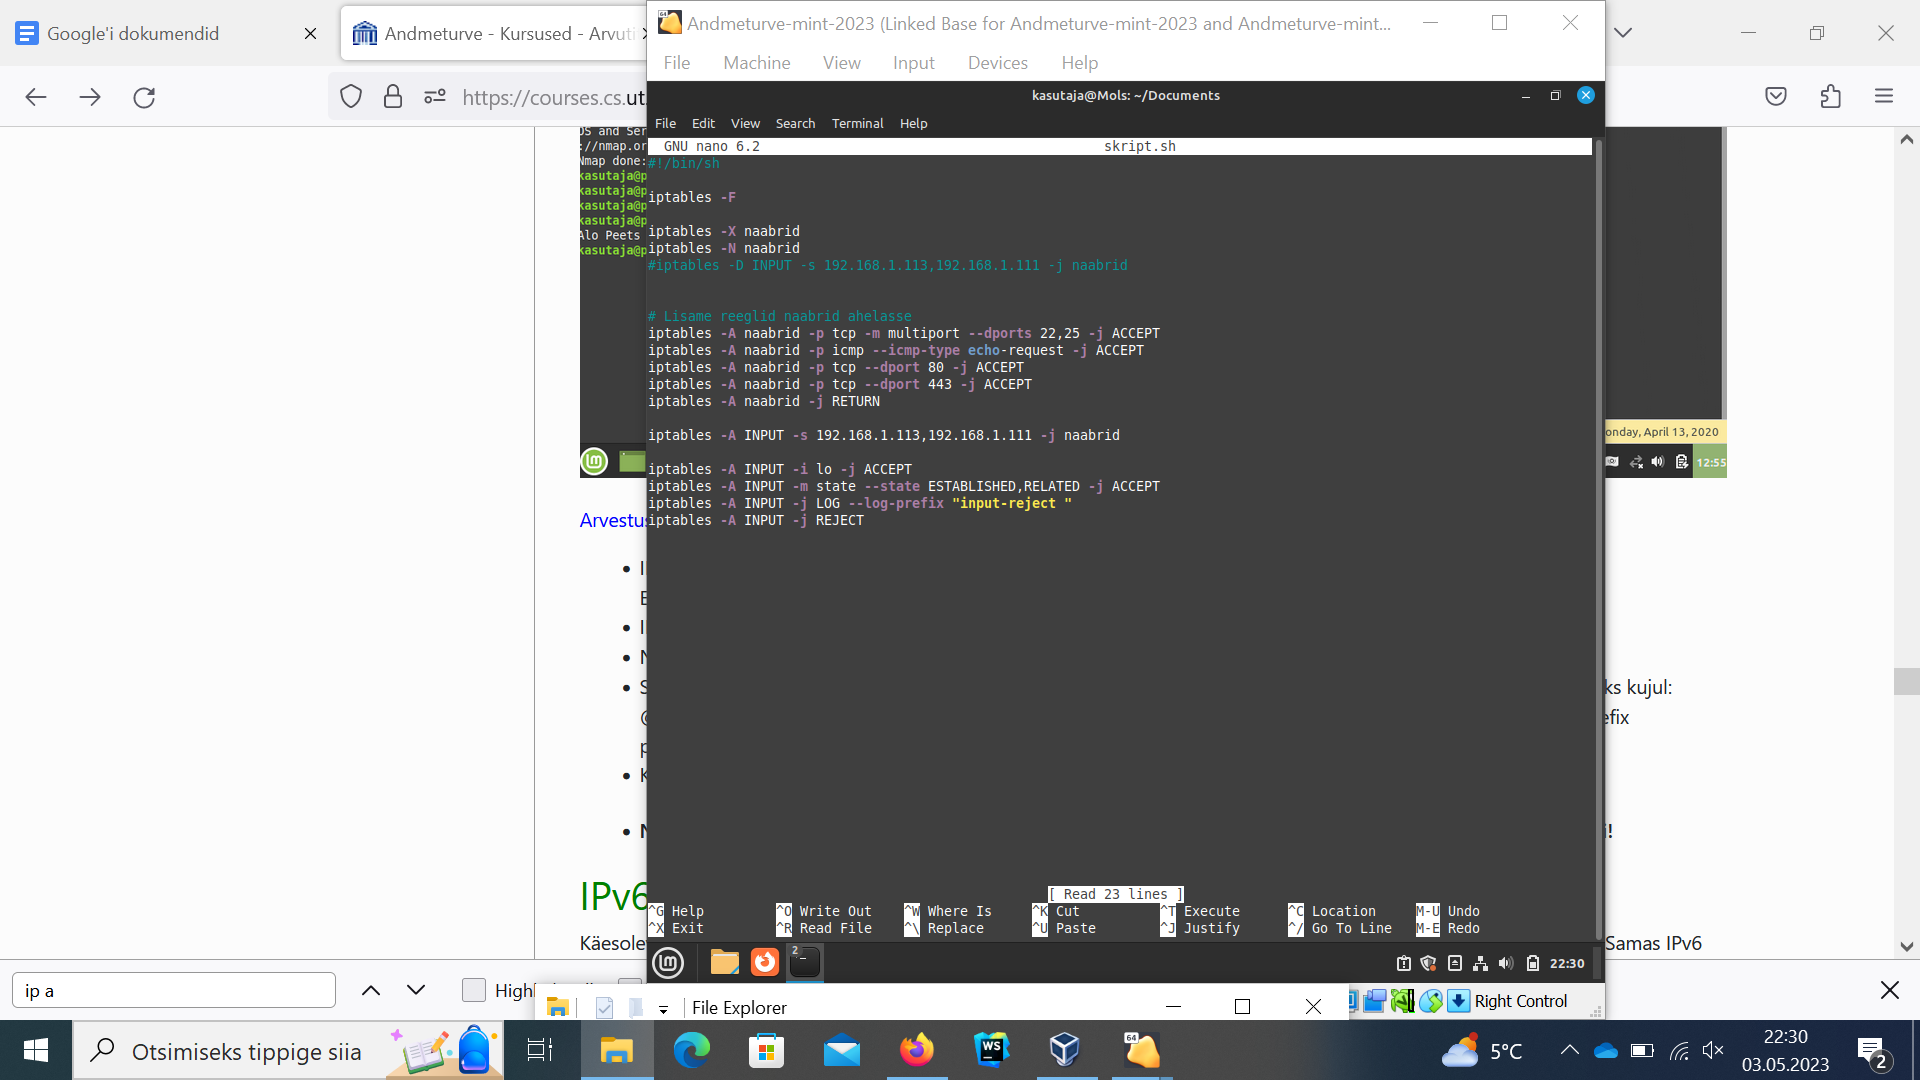 Google'i dokumendid
Andmeturve - Kursused - Arvuti
Andmeturve-mint-2023 (Linked Base for Andmeturve-mint-2023 and Andmeturve-mint...
File Machine View Input Devices Help
https://courses.cs.ut.
kasutaja@Mols: ~/Documents
File Edit View Search Terminal Help
GNU nano 6.2 skript.sh
#!/bin/sh
iptables -F
iptables -X naabrid
iptables -N naabrid
#iptables -D INPUT -s 192.168.1.113,192.168.1.111 -j naabrid
# Lisame reeglid naabrid ahelasse
iptables -A naabrid -p tcp -m multiport --dports 22,25 -j ACCEPT
iptables -A naabrid -p icmp --icmp-type echo-request -j ACCEPT
iptables -A naabrid -p tcp --dport 80 -j ACCEPT
iptables -A naabrid -p tcp --dport 443 -j ACCEPT
iptables -A naabrid -j RETURN
iptables -A INPUT -s 192.168.1.113,192.168.1.111 -j naabrid
iptables -A INPUT -i lo -j ACCEPT
iptables -A INPUT -m state --state ESTABLISHED,RELATED -j ACCEPT
iptables -A INPUT -j LOG --log-prefix "input-reject "
iptables -A INPUT -j REJECT
[ Read 23 lines ]
^G Help ^O Write Out ^W Where Is ^K Cut ^T Execute ^C Location M-U Undo
^X Exit ^R Read File ^\ Replace ^U Paste ^J Justify ^/ Go To Line M-E Redo
22:30
Right Control
OS and Ser
://nmap.or
Nmap done:
kasutaja@p
kasutaja@p
kasutaja@p
kasutaja@p
Alo Peets
kasutaja@p
onday, April 13, 2020
12:55
Arvestus
ks kujul:
efix
i!
IPv6
Käesole
Samas IPv6
ip a
Highl
File Explorer
Otsimiseks tippige siia
WS
64
5°C
22:30
03.05.2023
2